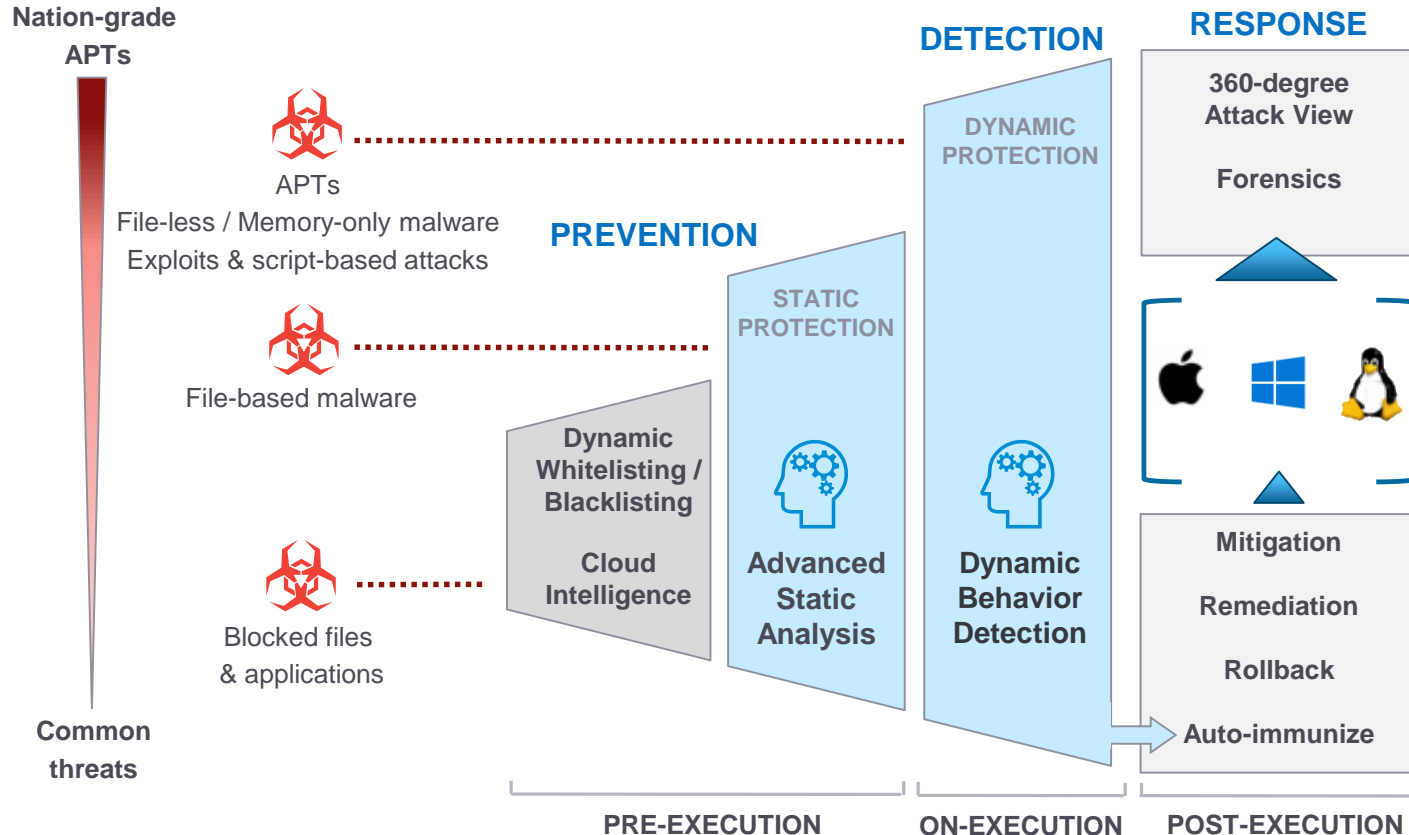 Nation-grade
APTs
APTs
File-less / Memory-only malware
Exploits & script-based attacks
File-based malware
Blocked files
& applications
Common
threats
PREVENTION
Dynamic
Whitelisting /
Blacklisting
Cloud
Intelligence
STATIC
PROTECTION
Advanced
Static
Analysis
DETECTION
DYNAMIC
PROTECTION
Dynamic
Behavior
Detection
RESPONSE
360-degree
Attack View
Forensics
Mitigation
Remediation
Rollback
Auto-immunize
PRE-EXECUTION
ON-EXECUTION
POST-EXECUTION